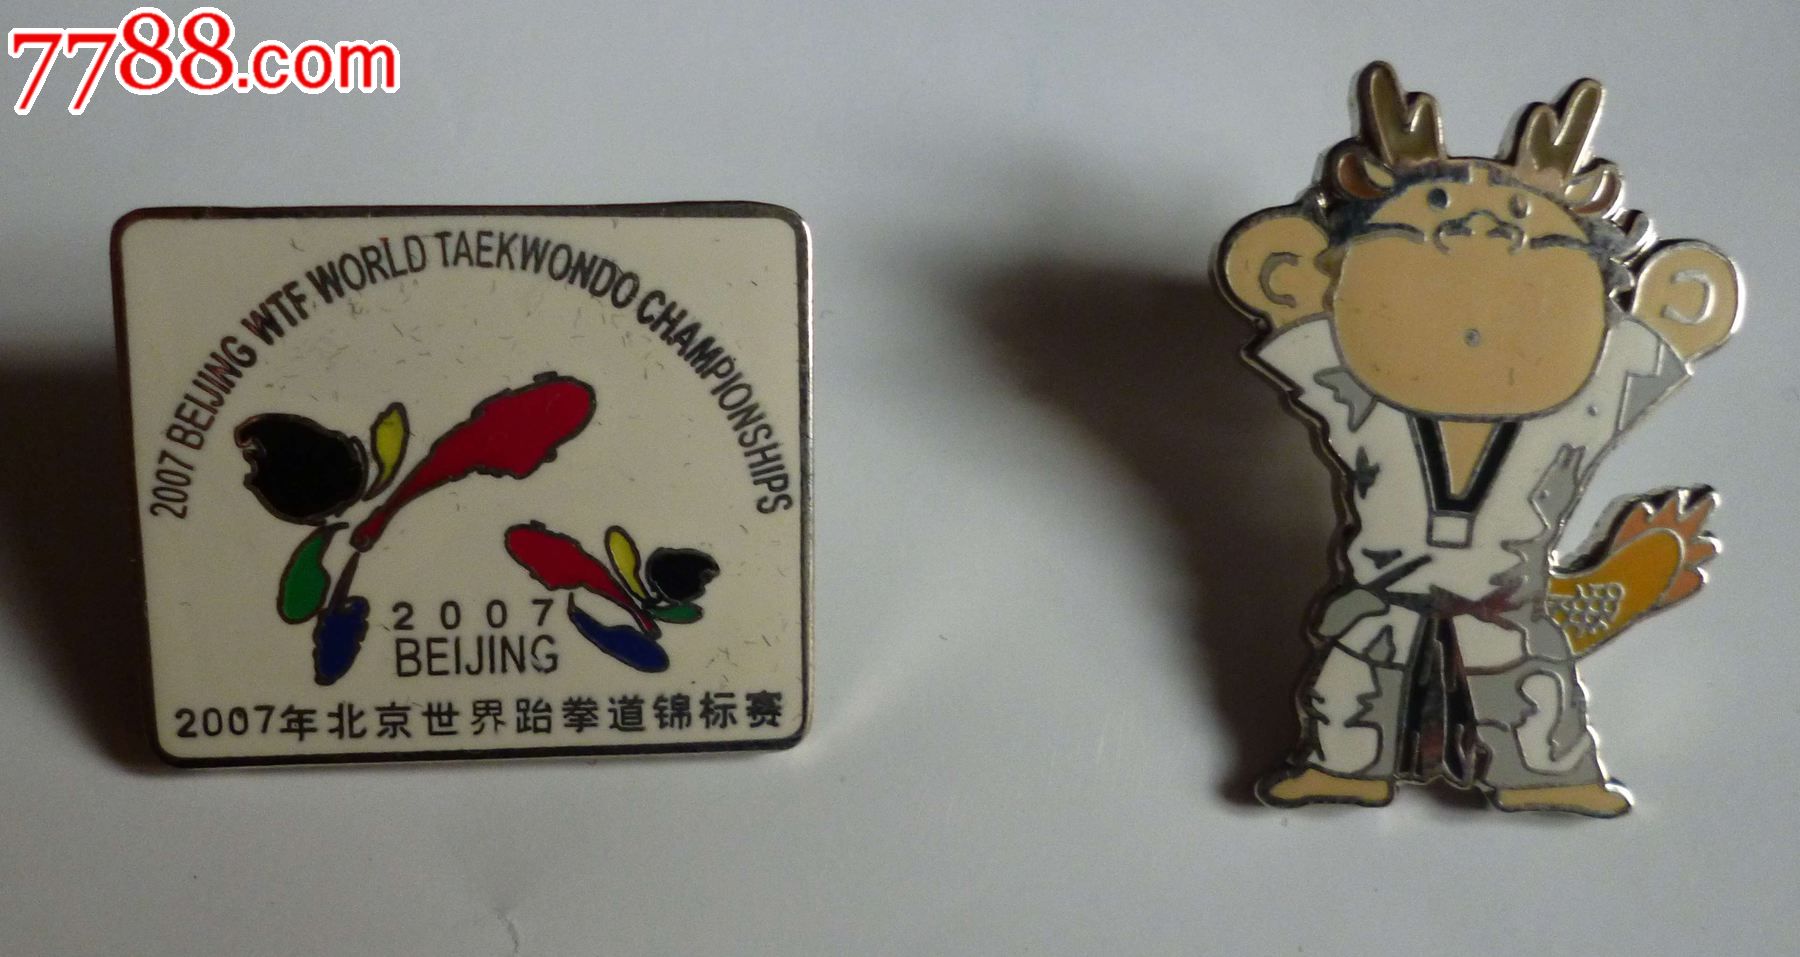 7788.com
2007 BEIJING WTF WORLD TAEKWONDO CHAMPIONSHIPS
2007
BEIJING
2007年北京世界跆拳道锦标赛